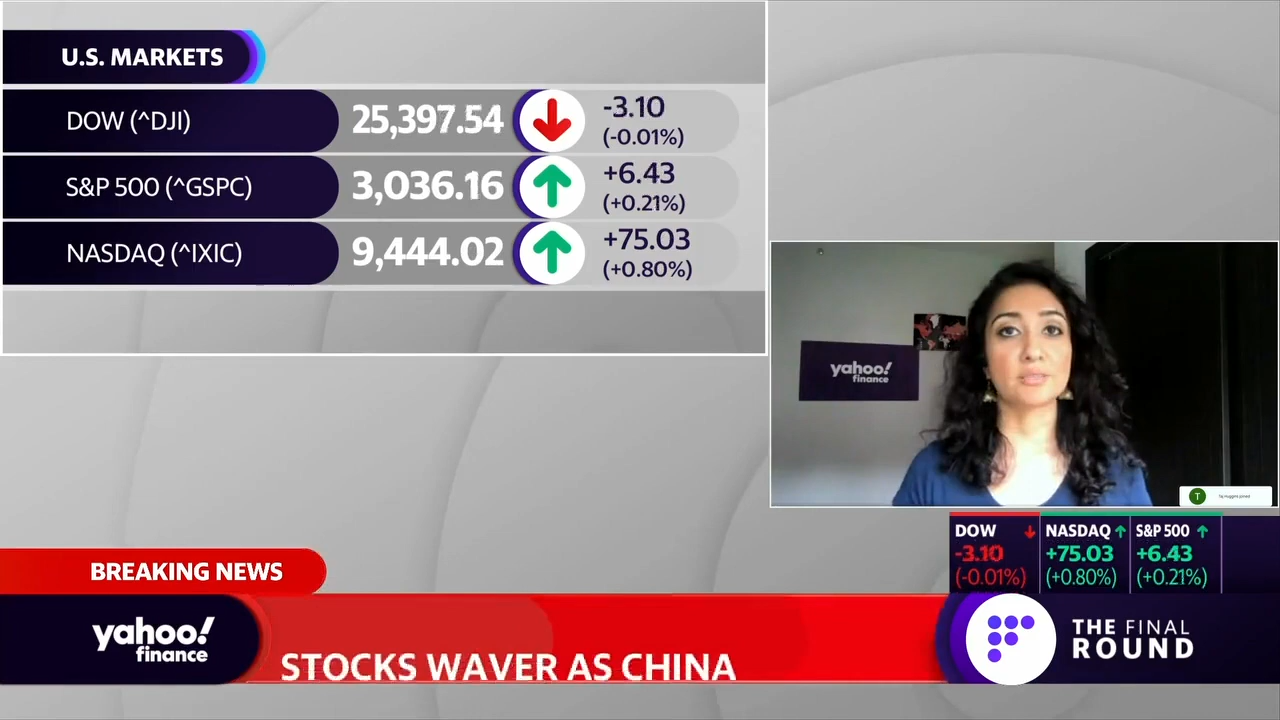 U.S. MARKETS
DOW (^DJI) 25,397.54 -3.10
(-0.01%)
S&P 500 (^GSPC) 3,036.16 +6.43
(+0.21%)
NASDAQ (^IXIC) 9,444.02 +75.03
(+0.80%)
yahoo!
finance
T
DOW NASDAQ S&P 500
-3.10 +75.03 +6.43
(-0.01%) (+0.80%) (+0.21%)
BREAKING NEWS
yahoo!
finance
STOCKS WAVER AS CHINA
THE FINAL
ROUND